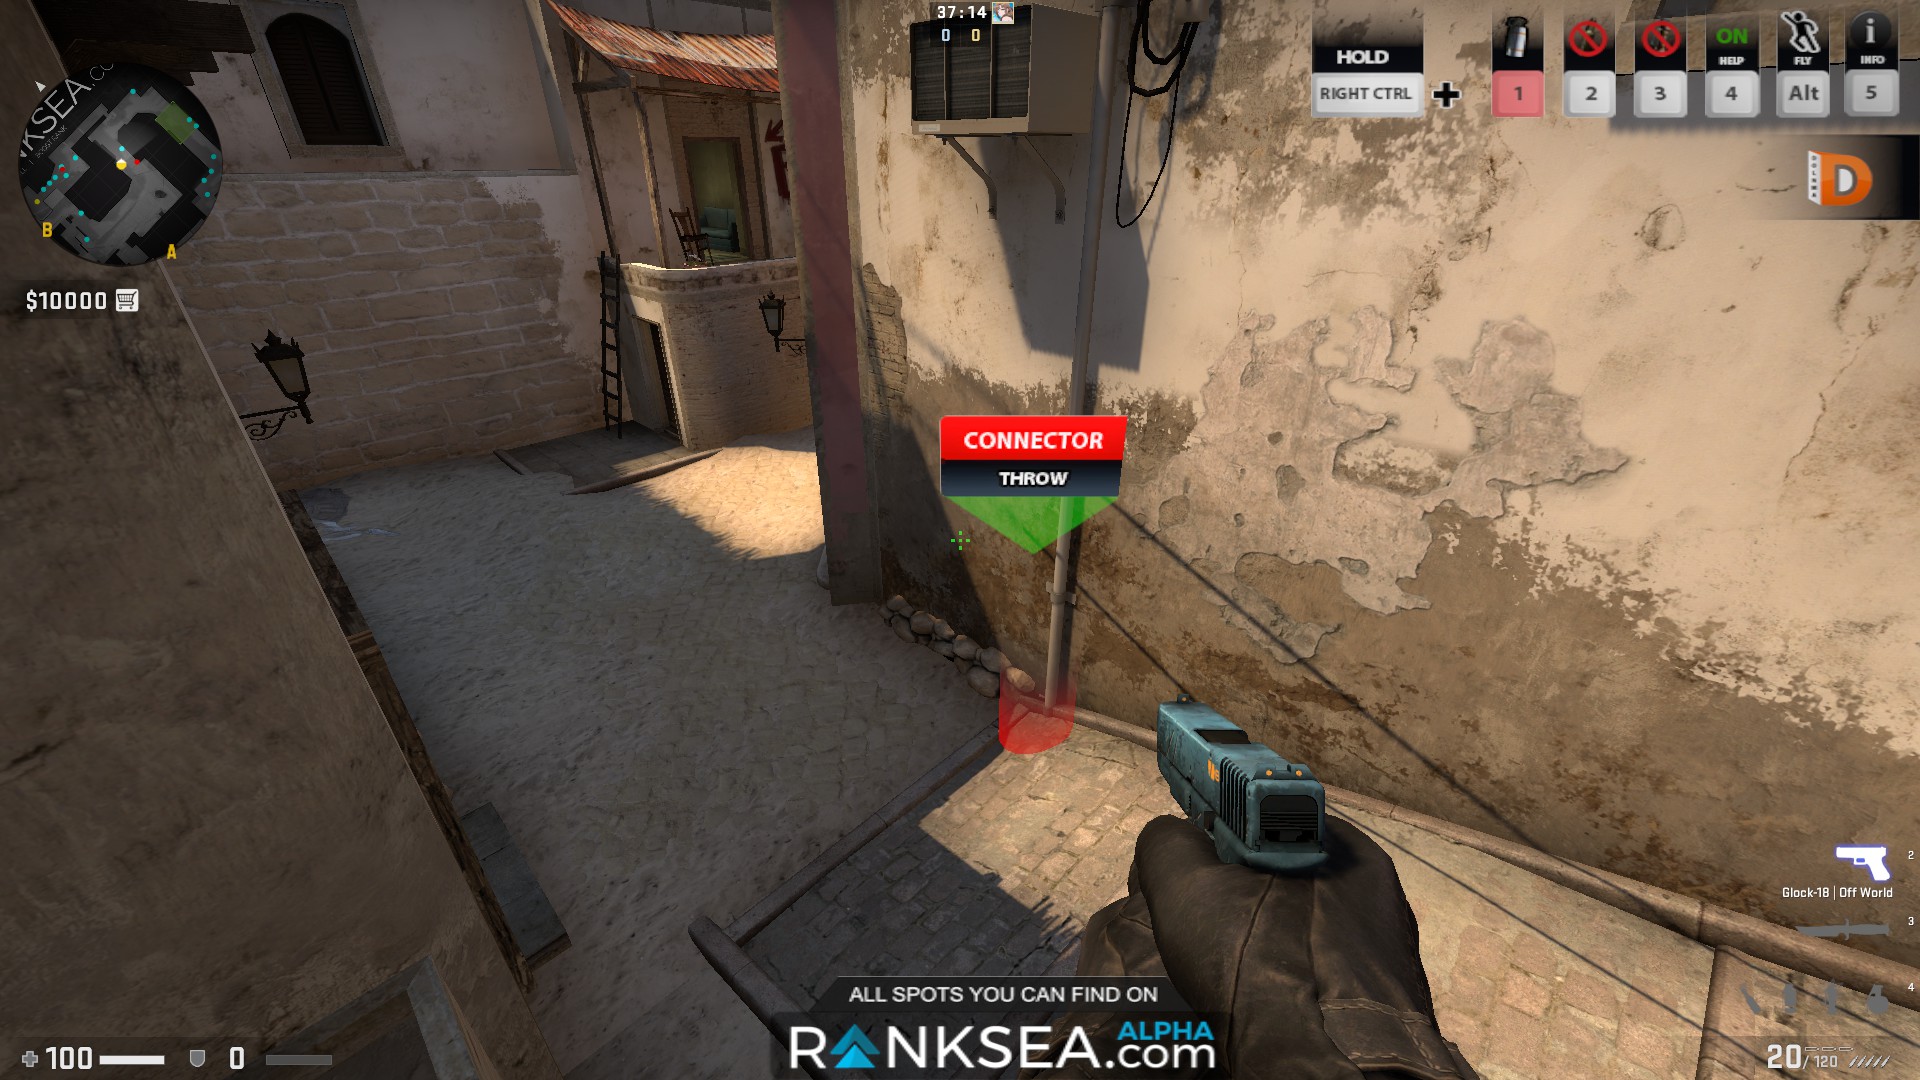 37:14
0 0
HOLD
RIGHT CTRL
1
2
3
ON
HELP
4
FLY
Alt
INFO
5
DOLNMA
D
B
A
$10000
CONNECTOR
THROW
2
Glock-18 | Off World
3
4
ALL SPOTS YOU CAN FIND ON
RANKSEA.com
ALPHA
100
0
20/ 120